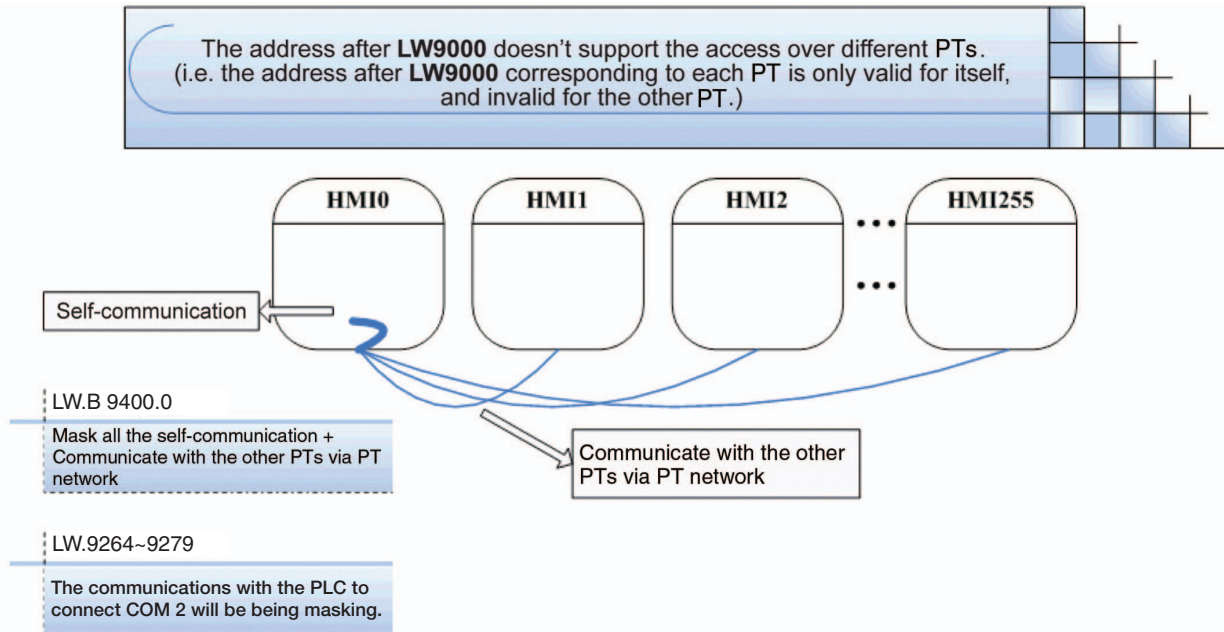 The address after LW9000 doesn't support the access over different PTs.
(i.e. the address after LW9000 corresponding to each PT is only valid for itself,
and invalid for the other PT.)
HMI0
HMI1
HMI2
•••
HMI255
•••
Self-communication
LW.B 9400.0
Mask all the self-communication +
Communicate with the other PTs via PT
network
Communicate with the other
PTs via PT network
LW.9264~9279
The communications with the PLC to
connect COM 2 will be being masking.